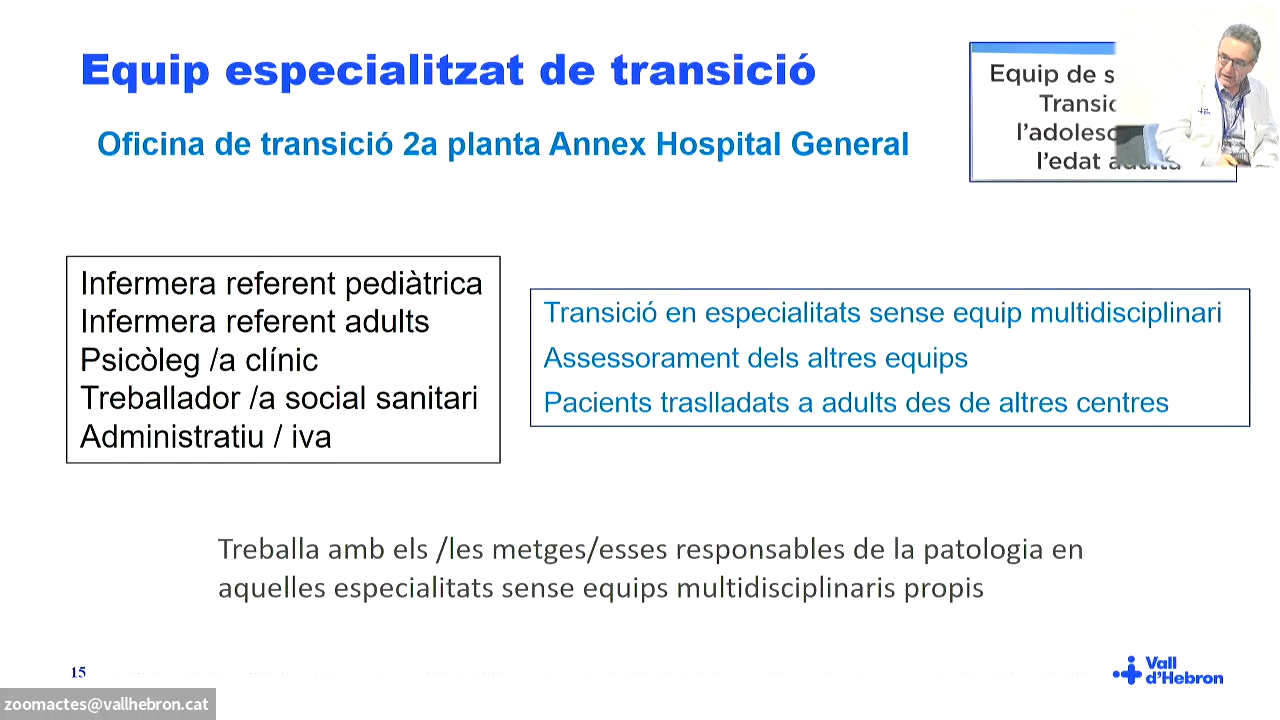 Equip especialitzat de transició
Oficina de transició 2a planta Annex Hospital General
Equip de s
Transic
l'adolesc
l'edat
Infermera referent pediàtrica
Infermera referent adults
Psicòleg /a clínic
Treballador /a social sanitari
Administratiu / iva
Transició en especialitats sense equip multidisciplinari
Assessorament dels altres equips
Pacients traslladats a adults des de altres centres
Treballa amb els /les metges/esses responsables de la patologia en
aquelles especialitats sense equips multidisciplinaris propis
15
Vall
d'Hebron
zoomactes@vallhebron.cat